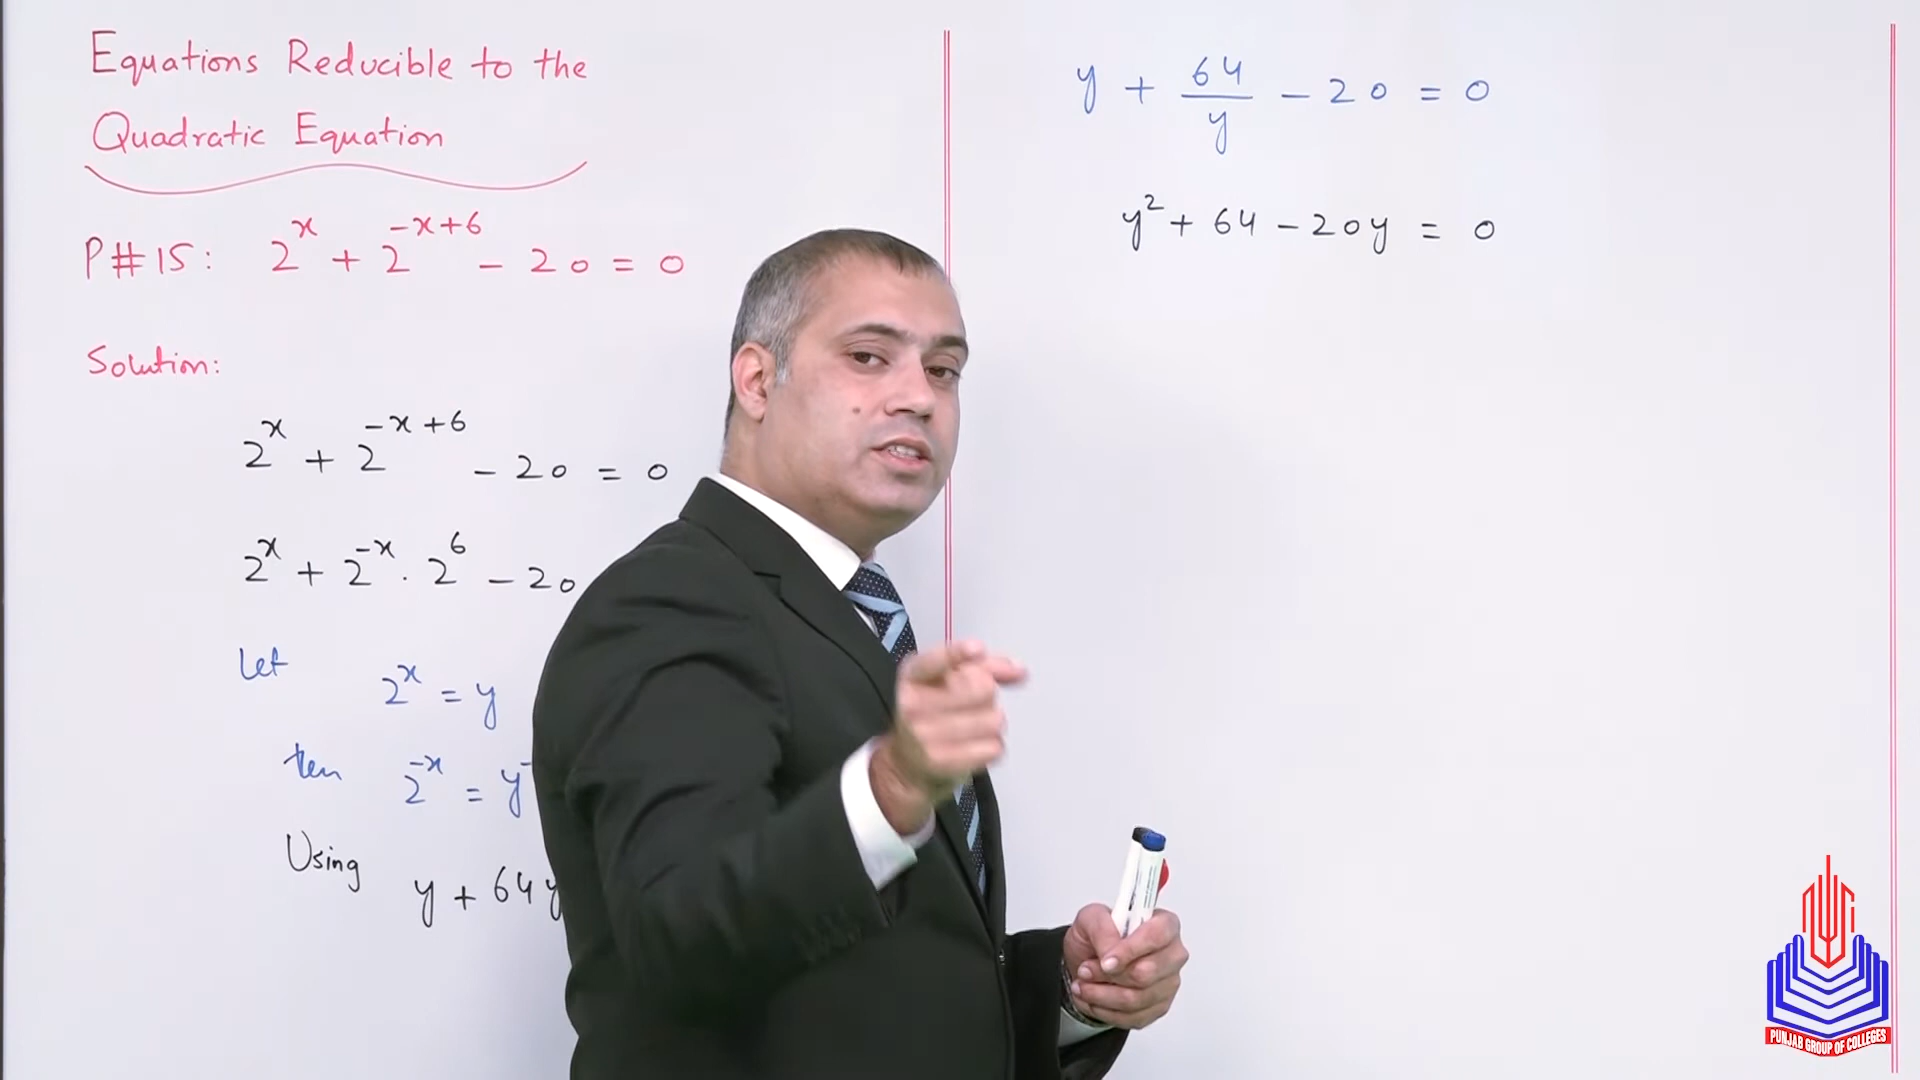 Equations Reducible to the
Quadratic Equation
P#15: 2^x + 2^{-x+6} - 20 = 0
Solution:
2^x + 2^{-x+6} - 20 = 0
2^x + 2^{-x} . 2^6 - 20
Let 2^x = y
then 2^{-x} = y^-
Using
y + 64 y
y + 64/y - 20 = 0
y^2 + 64 - 20y = 0
PUNJAB GROUP OF COLLEGES